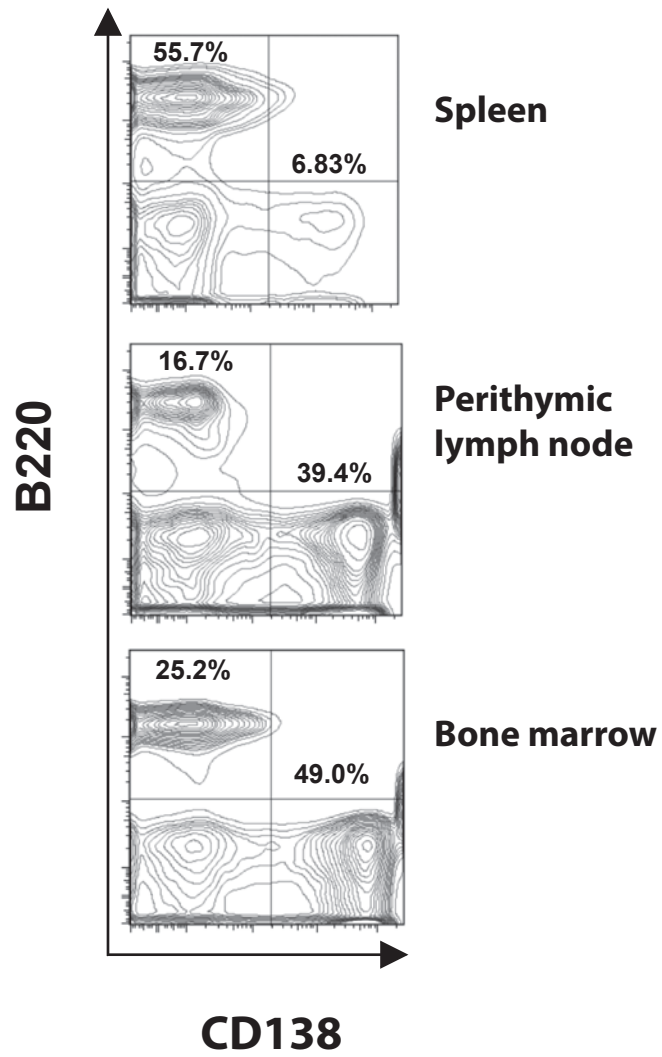 55.7%
Spleen
6.83%
16.7%
Perithymic
lymph node
39.4%
B220
25.2%
Bone marrow
49.0%
CD138